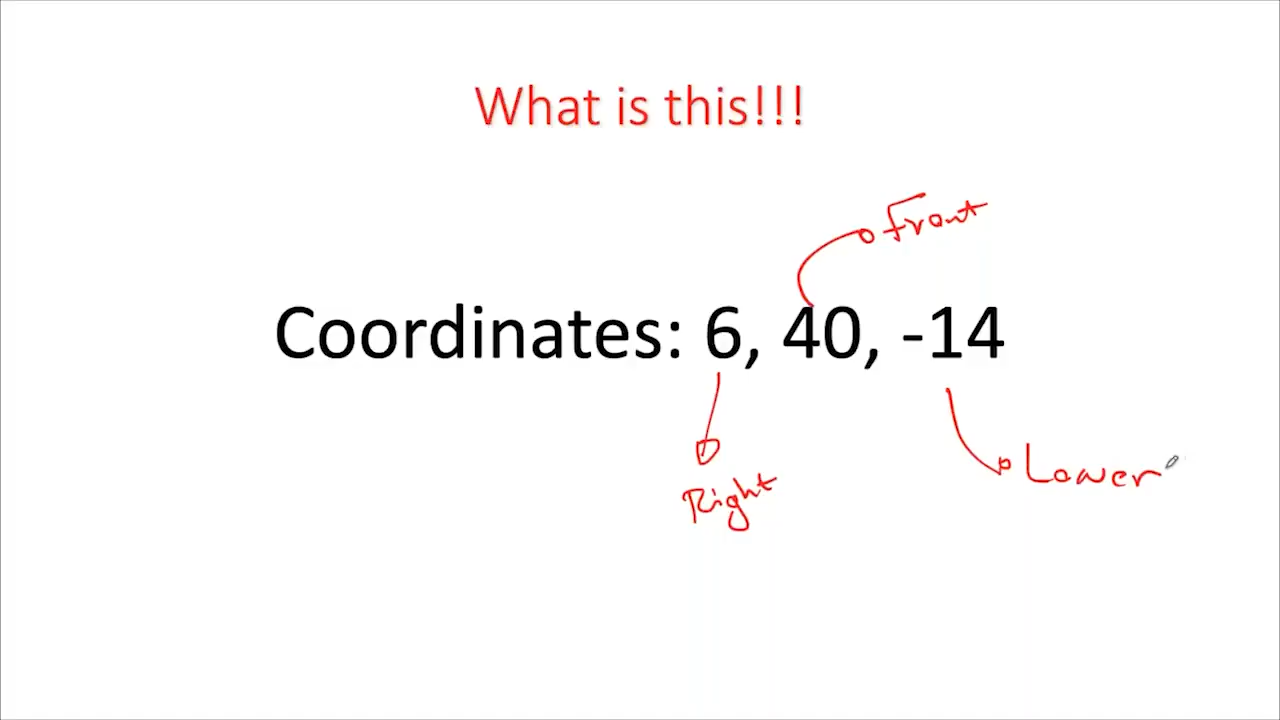 What is this!!!
Front
Coordinates: 6, 40, -14
Lower
Right